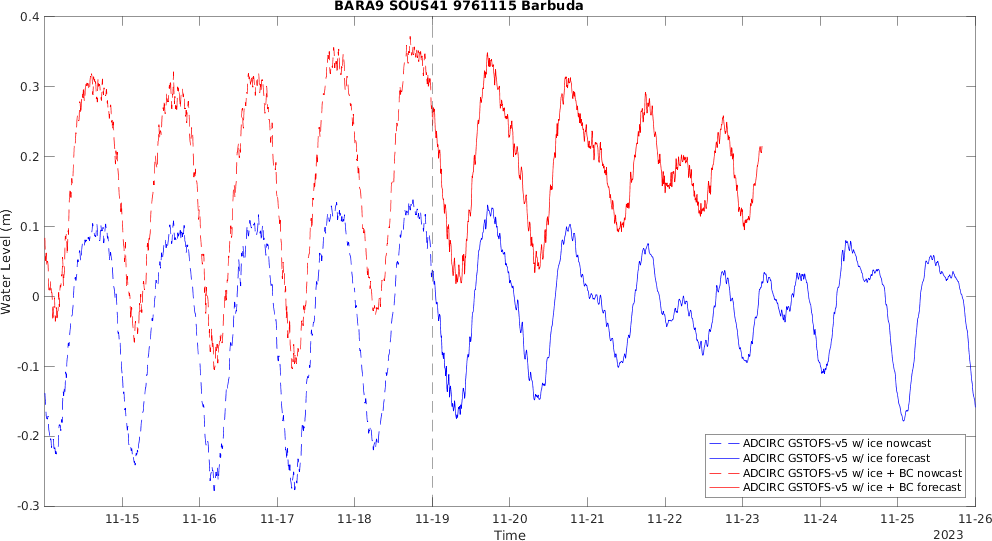 BARA9 SOUS41 9761115 Barbuda
0.4
0.3
0.2
0.1
0
-0.1
-0.2
-0.3
Water Level (m)
ADCIRC GSTOFS-v5 w/ ice nowcast
ADCIRC GSTOFS-v5 w/ ice forecast
ADCIRC GSTOFS-v5 w/ ice + BC nowcast
ADCIRC GSTOFS-v5 w/ ice + BC forecast
11-15 11-16 11-17 11-18 11-19 11-20 11-21 11-22 11-23 11-24 11-25 11-26
Time
2023